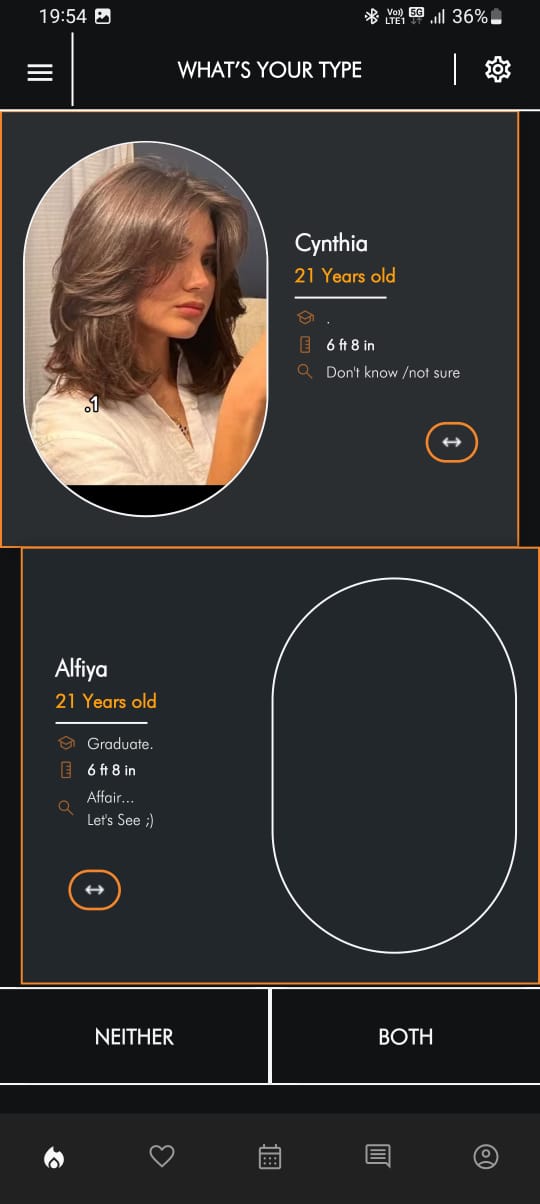 19:54
Vo)) 5G
LTE1 36%
WHAT'S YOUR TYPE
Cynthia
21 Years old
.
6 ft 8 in
Don't know /not sure
.1
Alfiya
21 Years old
Graduate.
6 ft 8 in
Affair...
Let's See ;)
NEITHER
BOTH